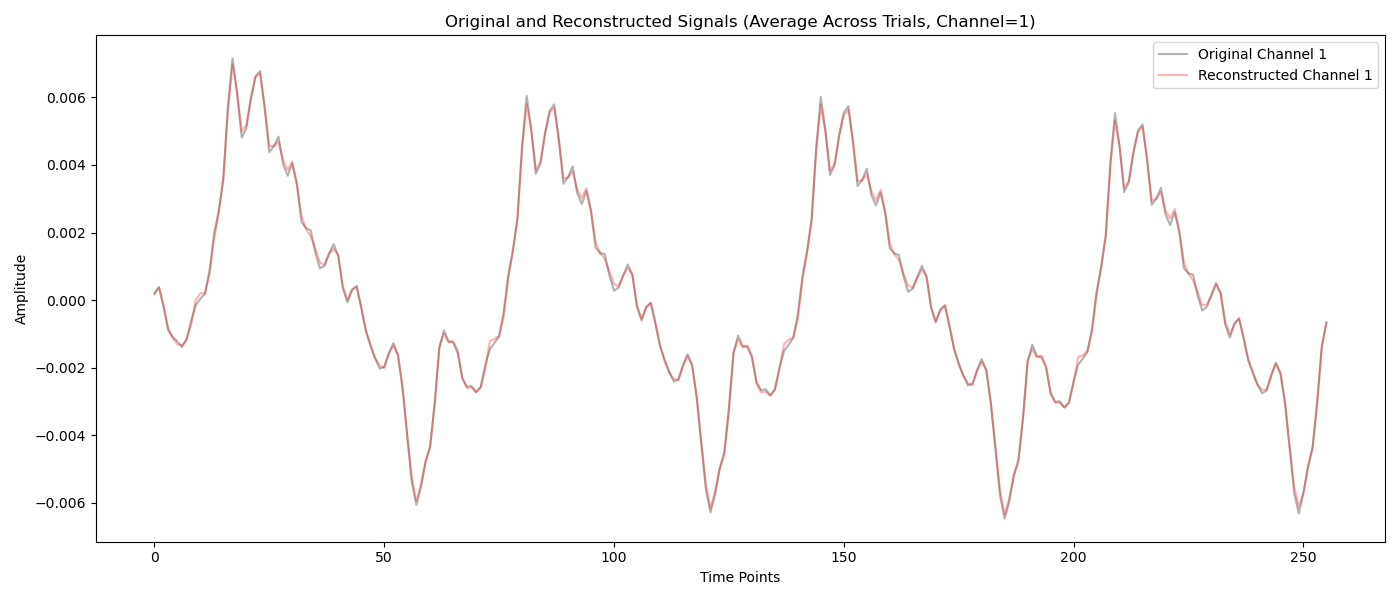 Original and Reconstructed Signals (Average Across Trials, Channel=1)
Original Channel 1
Reconstructed Channel 1
Amplitude
0.006
0.004
0.002
0.000
−0.002
−0.004
−0.006
0 50 100 150 200 250
Time Points